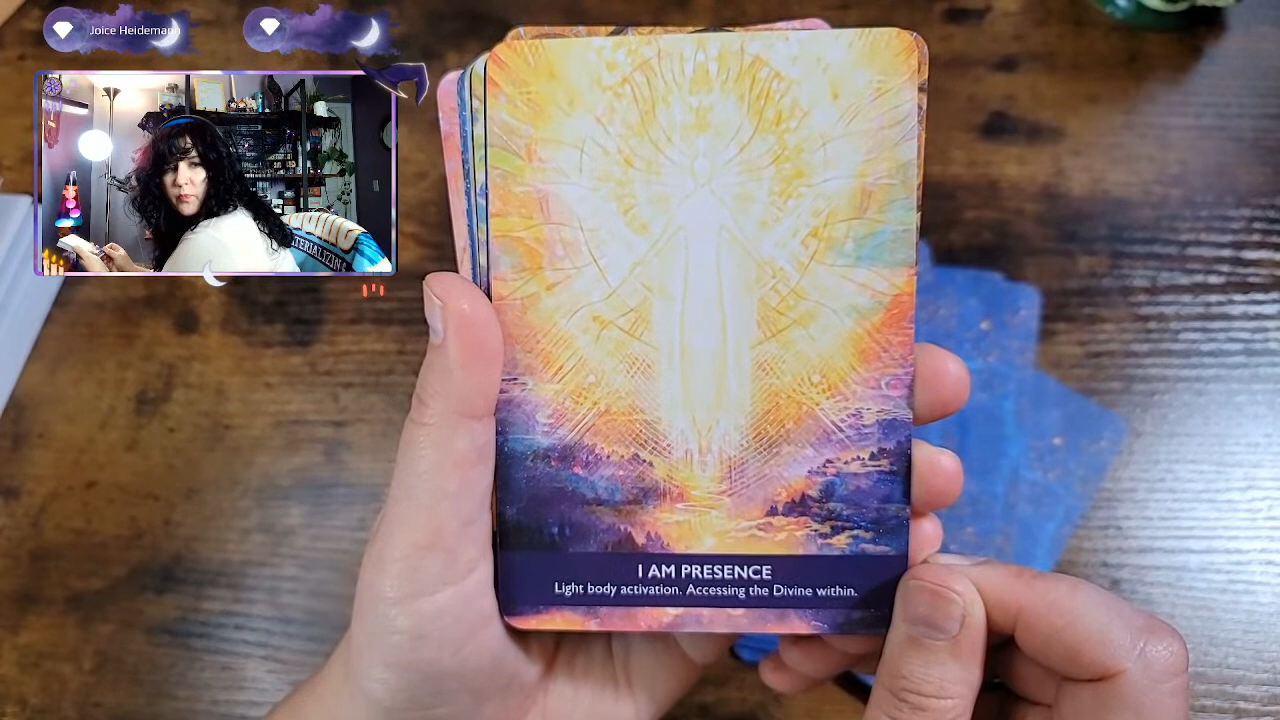 Joice Heidemann
I AM PRESENCE
Light body activation. Accessing the Divine within.